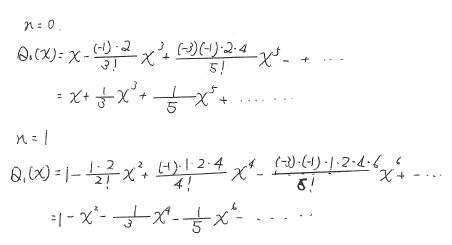 n=0.
Q₀(x) = x - (-1)·2/3! x³ + (-3)(-1)·2·4/5! x⁵ - + ...
= x + 1/3 x³ + 1/5 x⁵ + ......
n=1
Q₁(x) = 1 - 1·2/2! x² + (-1)·1·2·4/4! x⁴ - (-3)·(-1)·1·2·4·6/6! x⁶ + - ...
= 1 - x² - 1/3 x⁴ - 1/5 x⁶ - ......